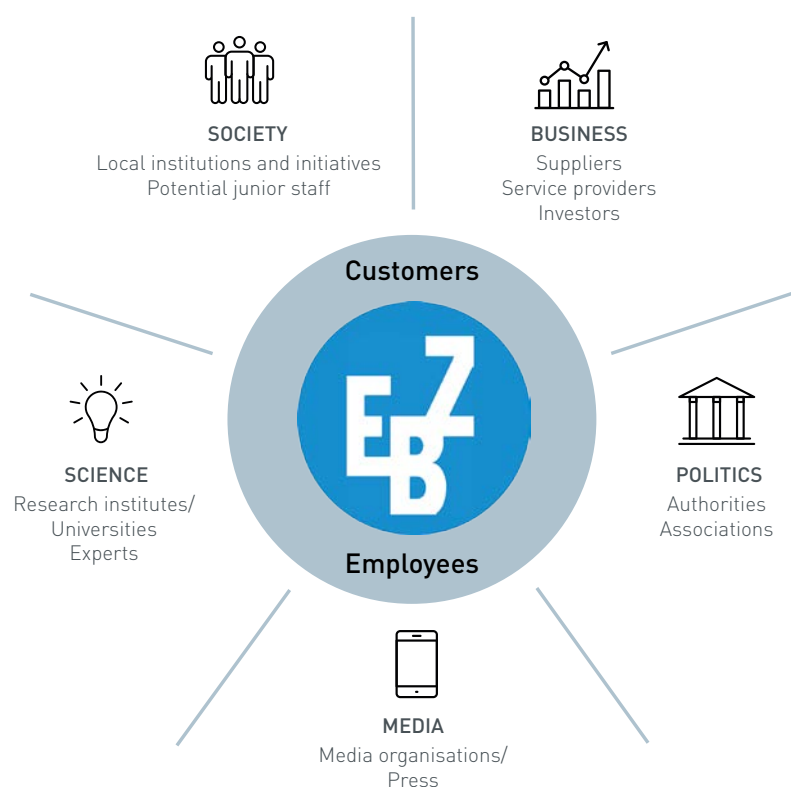 SOCIETY
Local institutions and initiatives
Potential junior staff
BUSINESS
Suppliers
Service providers
Investors
Customers
EBZ
Employees
SCIENCE
Research institutes/
Universities
Experts
POLITICS
Authorities
Associations
MEDIA
Media organisations/
Press